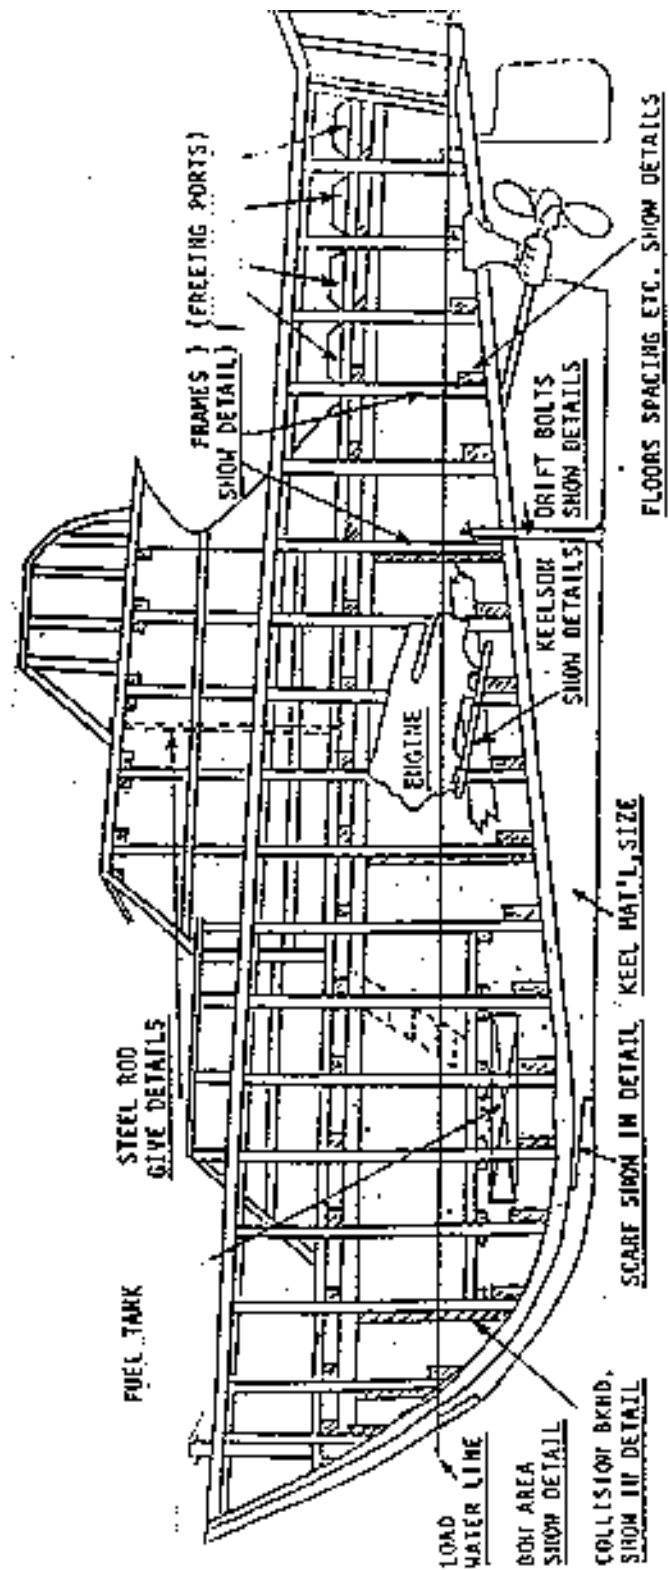 FRAMES } {FREEING PORTS}
SHOW DETAIL}
FLOORS SPACING ETC. SHOW DETAILS
DRIFT BOLTS
SHOW DETAILS
KEELSON
SHOW DETAILS
ENGINE
KEEL MAT'L, SIZE
STEEL ROD
GIVE DETAILS
SCARF SHOW IN DETAIL
FUEL TANK
LOAD
WATER LINE
BOW AREA
SHOW DETAIL
COLLISION BKHD.
SHOW IN DETAIL